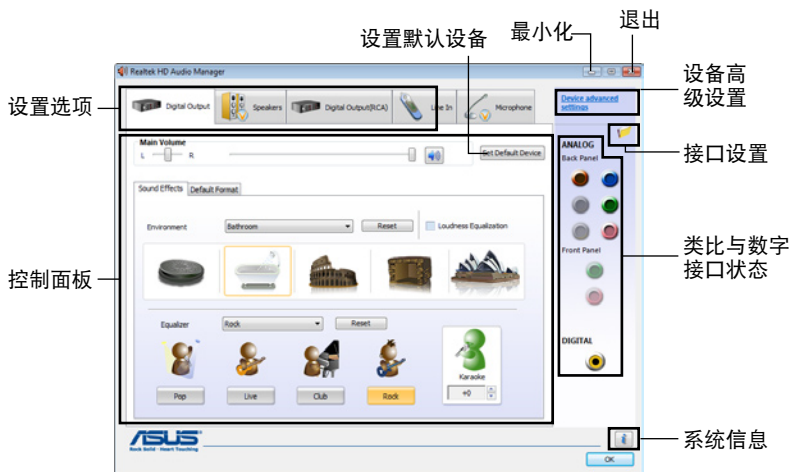 退出
最小化
设置默认设备
Realtek HD Audio Manager
设置选项
设备高
级设置
Digital Output
Speakers
Digital Output(RCA)
Line In
Microphone
Device advanced
settings
接口设置
Main Volume
L
R
Set Default Device
ANALOG
Back Panel
Sound Effects
Default Format
Environment
Bathroom
Reset
Loudness Equalization
Front Panel
类比与数字
接口状态
控制面板
Equalizer
Rock
Reset
Karaoke
DIGITAL
Pop
Live
Club
Rock
+0
ASUS
Rock Solid · Heart Touching
系统信息
i
OK